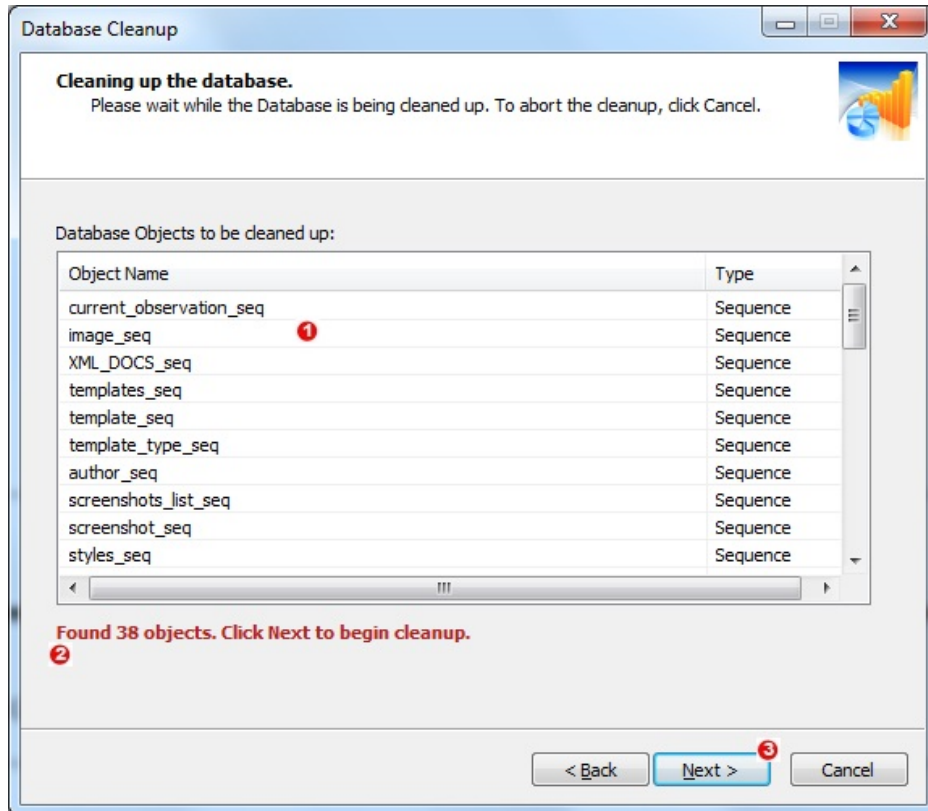 Database Cleanup
Cleaning up the database.
Please wait while the Database is being cleaned up. To abort the cleanup, click Cancel.
Database Objects to be cleaned up:
Object Name Type
current_observation_seq Sequence
image_seq 1 Sequence
XML_DOCS_seq Sequence
templates_seq Sequence
template_seq Sequence
template_type_seq Sequence
author_seq Sequence
screenshots_list_seq Sequence
screenshot_seq Sequence
styles_seq Sequence
Found 38 objects. Click Next to begin cleanup.
2
3
< Back Next > Cancel